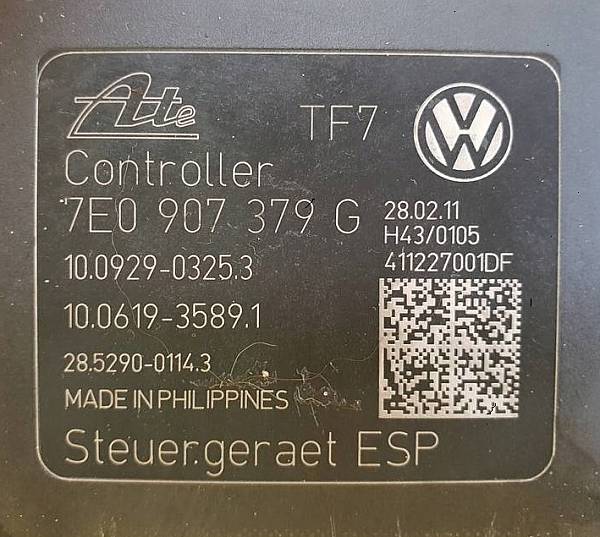 Ate TF7
Controller
7E0 907 379 G
28.02.11
H43/0105
411227001DF
10.0929-0325.3
10.0619-3589.1
28.5290-0114.3
MADE IN PHILIPPINES
Steuergeraet ESP